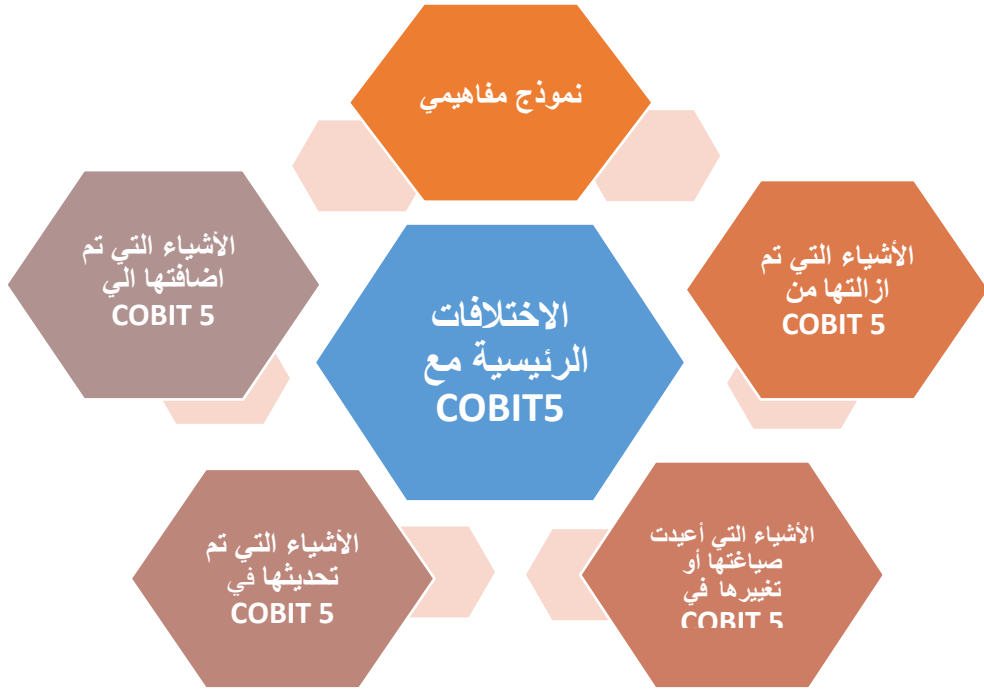 نموذج مفاهيمي
الأشياء التي تم
ازالتها من
COBIT 5
الأشياء التي أعيدت
صياغتها أو
تغييرها في
COBIT 5
الأشياء التي تم
تحديثها في
COBIT 5
الأشياء التي تم
اضافتها الي
COBIT 5
الاختلافات
الرئيسية مع
COBIT5